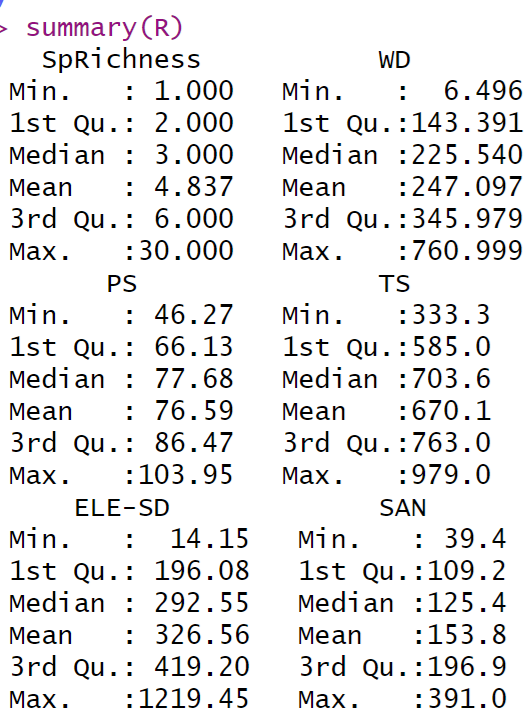 > summary(R)
SpRichness WD
Min. : 1.000 Min. : 6.496
1st Qu.: 2.000 1st Qu.:143.391
Median : 3.000 Median :225.540
Mean : 4.837 Mean :247.097
3rd Qu.: 6.000 3rd Qu.:345.979
Max. :30.000 Max. :760.999
PS TS
Min. : 46.27 Min. :333.3
1st Qu.: 66.13 1st Qu.:585.0
Median : 77.68 Median :703.6
Mean : 76.59 Mean :670.1
3rd Qu.: 86.47 3rd Qu.:763.0
Max. :103.95 Max. :979.0
ELE-SD SAN
Min. : 14.15 Min. : 39.4
1st Qu.: 196.08 1st Qu.:109.2
Median : 292.55 Median :125.4
Mean : 326.56 Mean :153.8
3rd Qu.: 419.20 3rd Qu.:196.9
Max. :1219.45 Max. :391.0